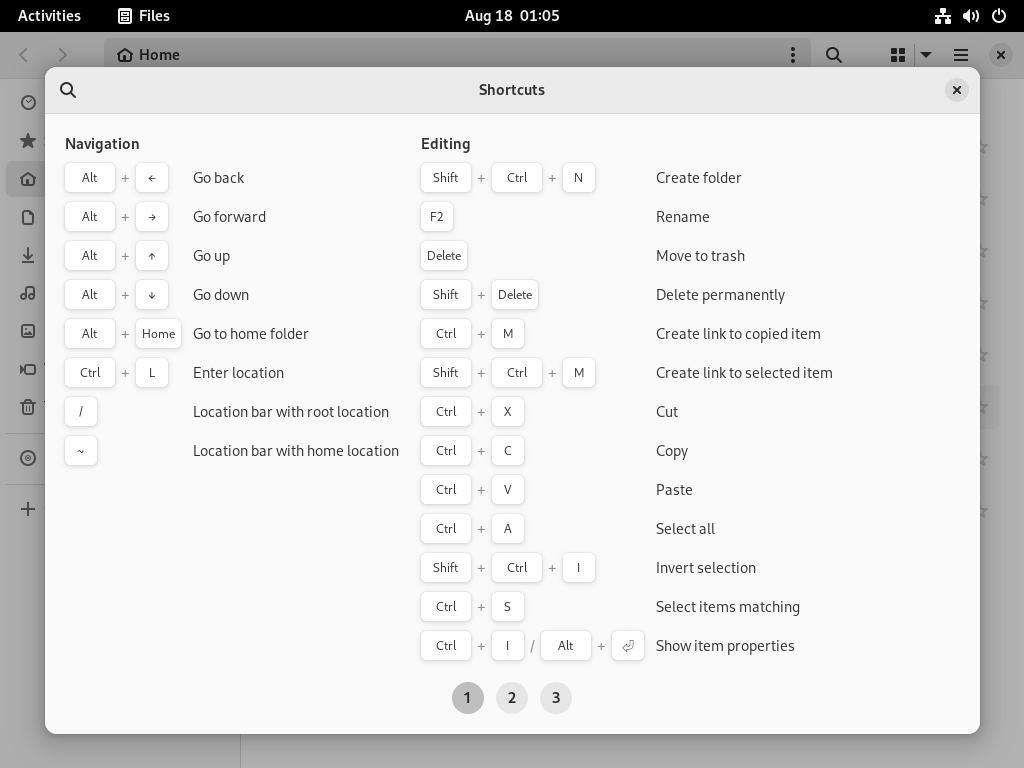 Activities Files Aug 18 01:05
Home
Shortcuts
Navigation
Alt + ← Go back
Alt + → Go forward
Alt + ↑ Go up
Alt + ↓ Go down
Alt + Home Go to home folder
Ctrl + L Enter location
/ Location bar with root location
~ Location bar with home location
Editing
Shift + Ctrl + N Create folder
F2 Rename
Delete Move to trash
Shift + Delete Delete permanently
Ctrl + M Create link to copied item
Shift + Ctrl + M Create link to selected item
Ctrl + X Cut
Ctrl + C Copy
Ctrl + V Paste
Ctrl + A Select all
Shift + Ctrl + I Invert selection
Ctrl + S Select items matching
Ctrl + I / Alt + ⏎ Show item properties
1 2 3